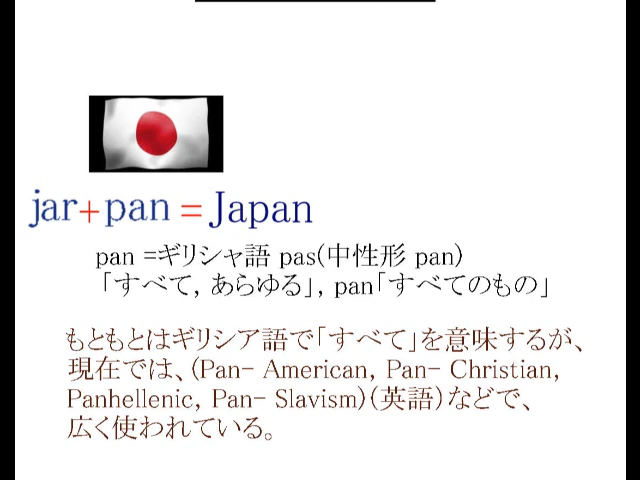 jar+pan = Japan
pan =ギリシャ語 pas(中性形 pan)
「すべて, あらゆる」, pan「すべてのもの」
もともとはギリシア語で「すべて」を意味するが、
現在では、(Pan- American, Pan- Christian,
Panhellenic, Pan- Slavism)(英語)などで、
広く使われている。